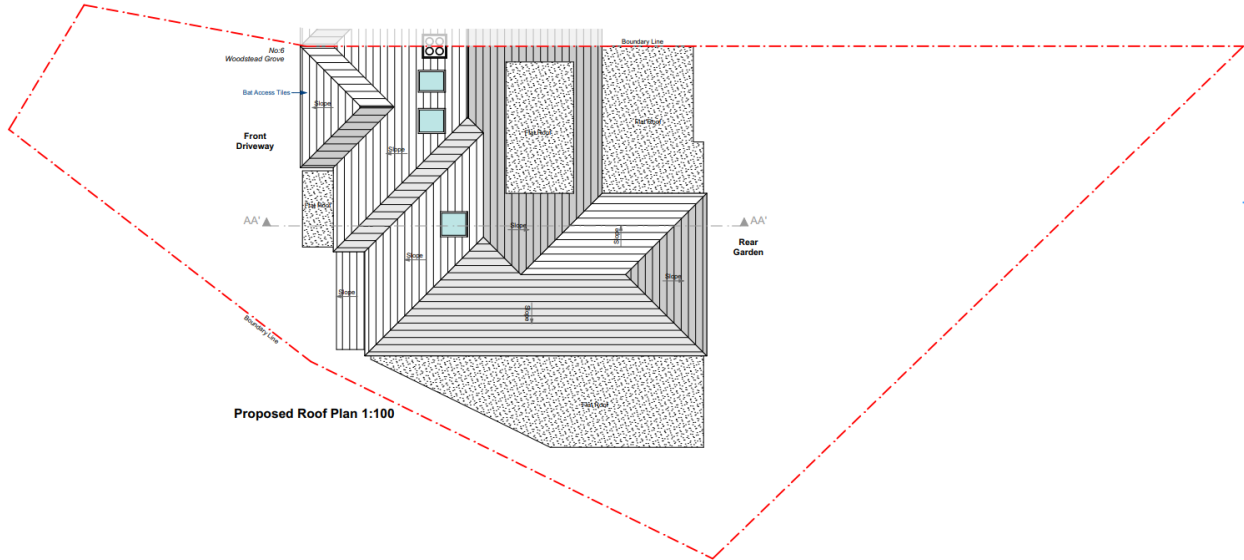 Boundary Line
No:6
Woodstead Grove
Bat Access Tiles
Slope
Flat Roof
Flat Roof
Front
Driveway
Slope
Flat Roof
AA'
AA'
Slope
Slope
Rear
Garden
Slope
Slope
Slope
Slope
Boundary Line
Proposed Roof Plan 1:100
Flat Roof